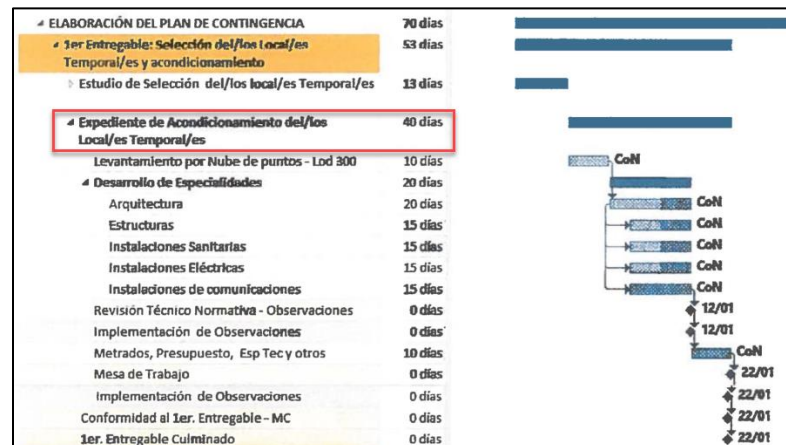 ELABORACIÓN DEL PLAN DE CONTINGENCIA 70 días
1er Entregable: Selección del/los Local/es 53 días
Temporal/es y acondicionamiento
Estudio de Selección del/los local/es Temporal/es 13 días
Expediente de Acondicionamiento del/los 40 días
Local/es Temporal/es
Levantamiento por Nube de puntos - Lod 300 10 días CoN
Desarrollo de Especialidades 20 días
Arquitectura 20 días CoN
Estructuras 15 días CoN
Instalaciones Sanitarias 15 días CoN
Instalaciones Eléctricas 15 días CoN
Instalaciones de comunicaciones 15 días CoN
Revisión Técnico Normativa - Observaciones 0 días 12/01
Implementación de Observaciones 0 días 12/01
Metrados, Presupuesto, Esp Tec y otros 10 días CoN
Mesa de Trabajo 0 días 22/01
Implementación de Observaciones 0 días 22/01
Conformidad al 1er. Entregable - MC 0 días 22/01
1er. Entregable Culminado 0 días 22/01